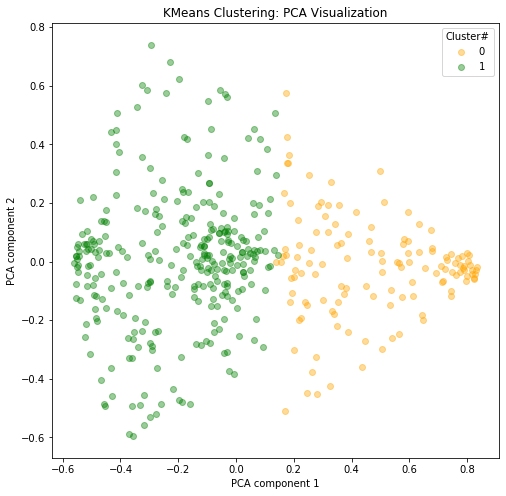 KMeans Clustering: PCA Visualization
Cluster#
0
1
0.8
0.6
0.4
0.2
0.0
−0.2
−0.4
−0.6
PCA component 2
−0.6 −0.4 −0.2 0.0 0.2 0.4 0.6 0.8
PCA component 1